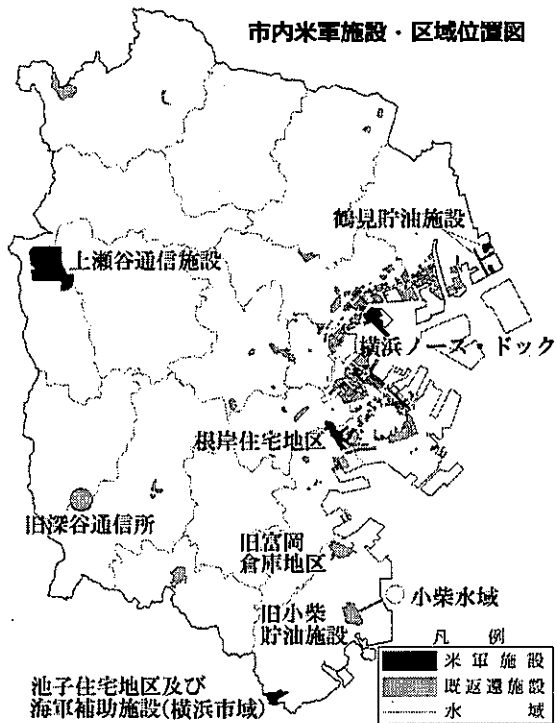 市内米軍施設・区域位置図
鶴見貯油施設
上瀬谷通信施設
横浜ノース・ドック
根岸住宅地区
旧深谷通信所
旧富岡
倉庫地区
小柴水域
旧小柴
貯油施設
池子住宅地区及び
海軍補助施設(横浜市域)
凡 例
米軍施設
既返還施設
水域